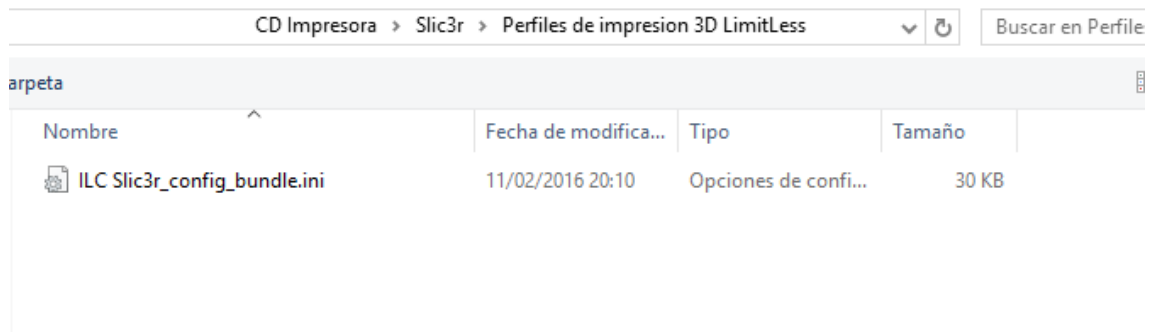 CD Impresora > Slic3r > Perfiles de impresion 3D LimitLess Buscar en Perfile
arpeta
Nombre Fecha de modifica... Tipo Tamaño
ILC Slic3r_config_bundle.ini 11/02/2016 20:10 Opciones de confi... 30 KB